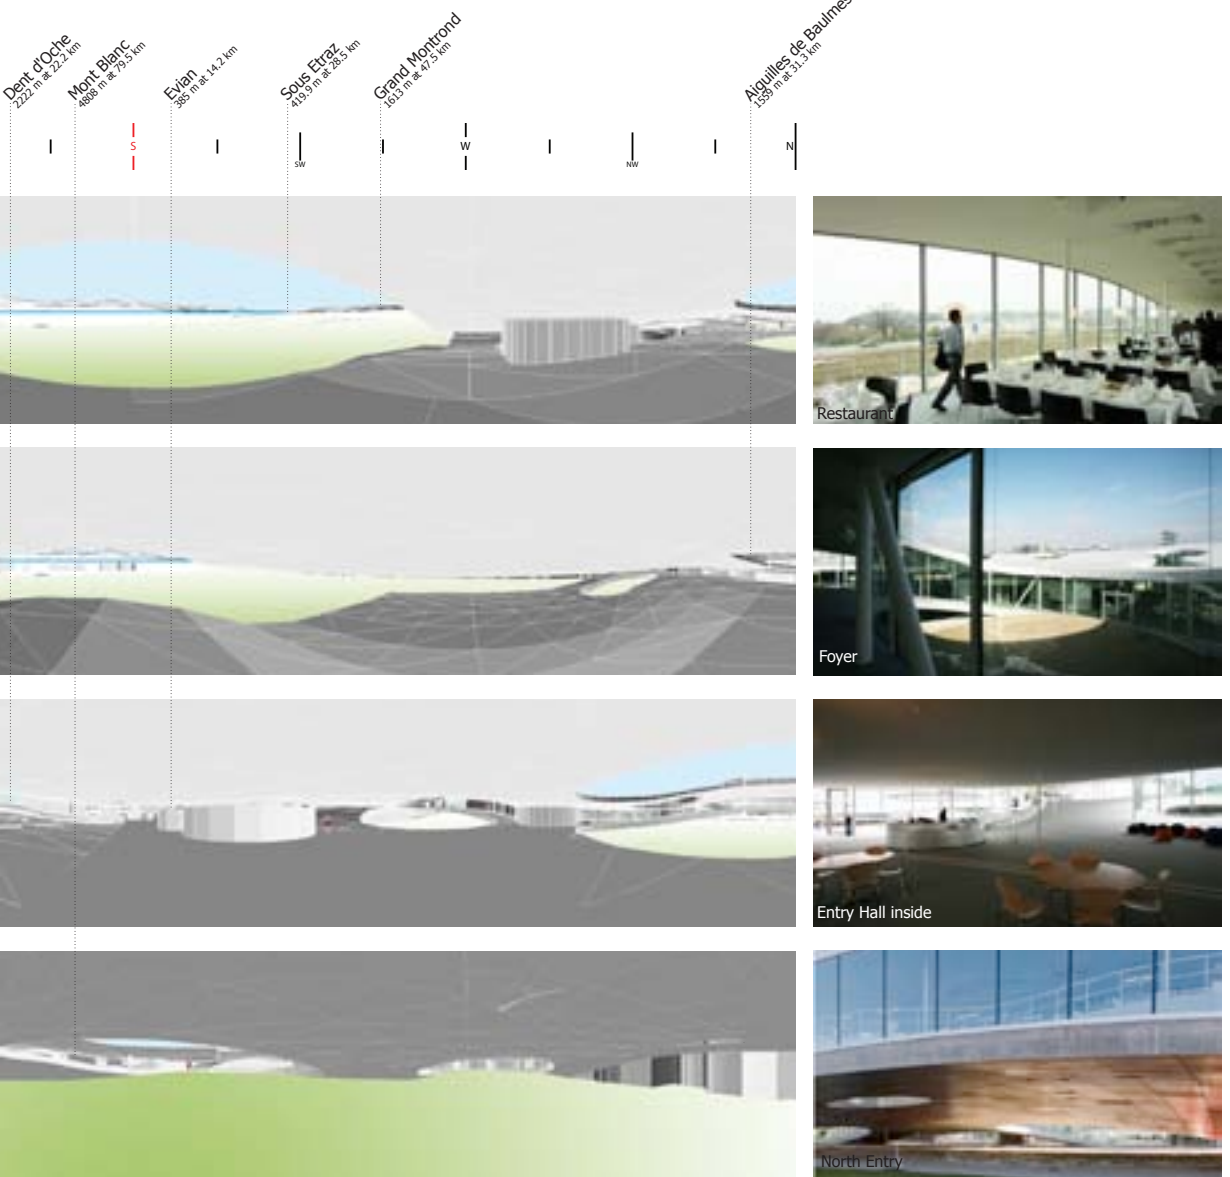 Dent d'Oche
2222 m at 22.2 km
Mont Blanc
4808 m at 79.5 km
Evian
385 m at 14.2 km
Sous Etraz
419.9 m at 28.5 km
Grand Montrond
1613 m at 47.5 km
Aiguilles de Baulmes
1559 m at 31.3 km
S
SW
W
NW
N
Restaurant
Foyer
Entry Hall inside
North Entry